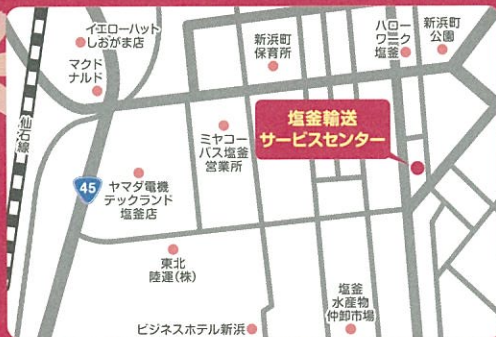 イエローハット
しおがま店
マクド
ナルド
仙石線
新浜町
保育所
ハロー
ワーク
塩釜
新浜町
公園
塩釜輸送
サービスセンター
ミヤコー
バス塩釜
営業所
45
ヤマダ電機
テックランド
塩釜店
東北
陸運(株)
塩釜
水産物
仲卸市場
ビジネスホテル新浜